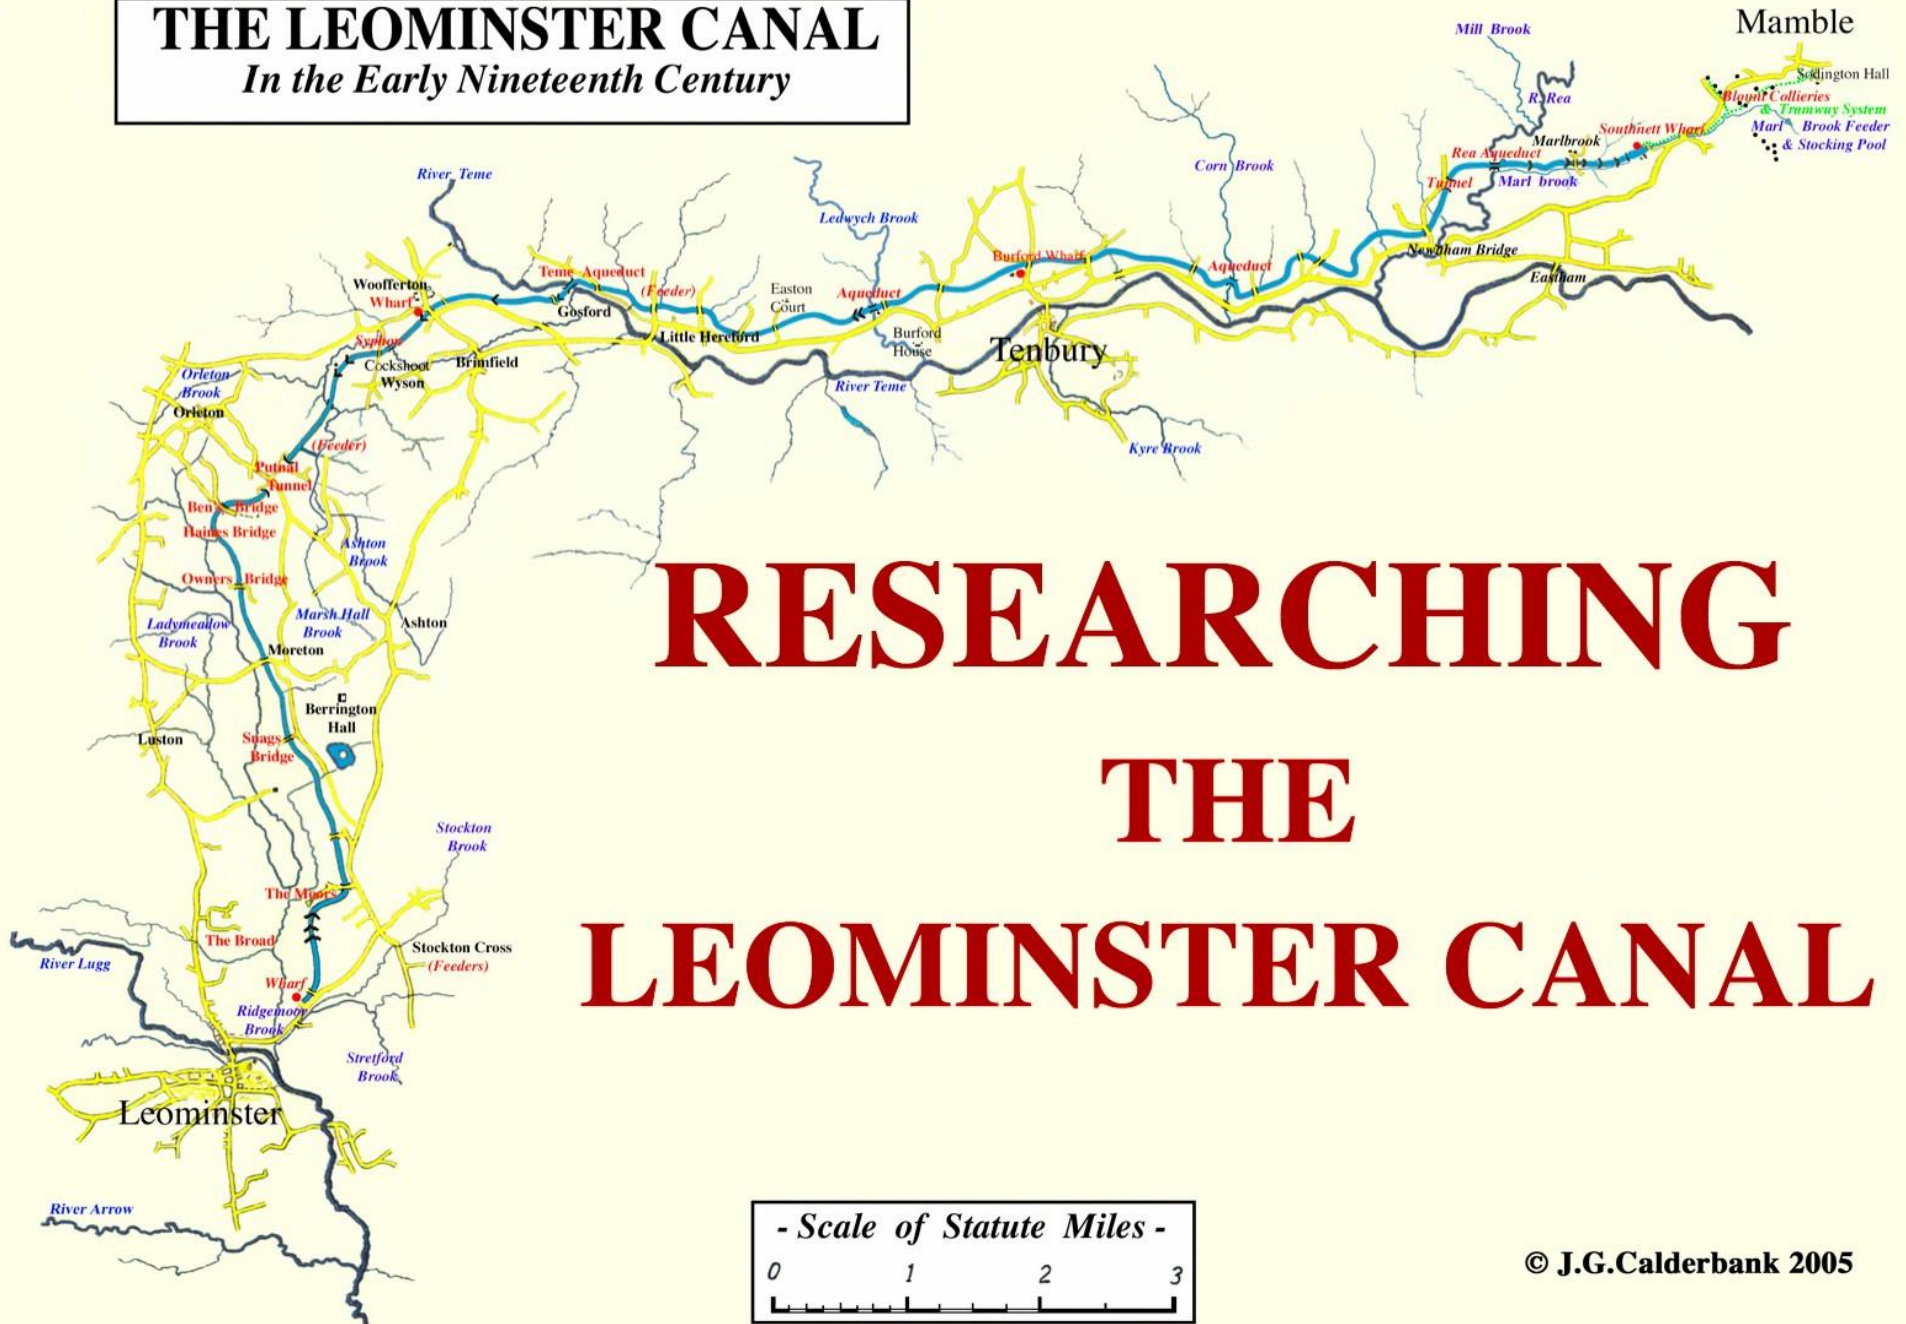 THE LEOMINSTER CANAL
In the Early Nineteenth Century
Mamble
Mill Brook
Sodington Hall
R. Rea
Blount Collieries
& Tramway System
Marl Brook Feeder
& Stocking Pool
Southnett Wharf
Marlbrook
Rea Aqueduct
Tunnel
Marl brook
Corn Brook
River Teme
Ledwych Brook
Newnham Bridge
Burford Wharf
Aqueduct
Eastham
Teme Aqueduct
(Feeder)
Woofferton
Wharf
Easton
Court
Aqueduct
Gosford
Little Hereford
Burford
House
Tenbury
Syphon
Cockshoot
Wyson
Brimfield
River Teme
Orleton
Brook
Orleton
(Feeder)
Kyre Brook
Putnal
Tunnel
Ben's Bridge
Haines Bridge
Ashton
Brook
Owners Bridge
Marsh Hall
Brook
Ladymeadow
Brook
Ashton
Moreton
Berrington
Hall
Luston
Snags
Bridge
Stockton
Brook
The Moors
The Broad
Stockton Cross
(Feeders)
River Lugg
Wharf
Ridgemoor
Brook
Stretford
Brook
Leominster
River Arrow
RESEARCHING
THE
LEOMINSTER CANAL
- Scale of Statute Miles -
0 1 2 3
© J.G.Calderbank 2005